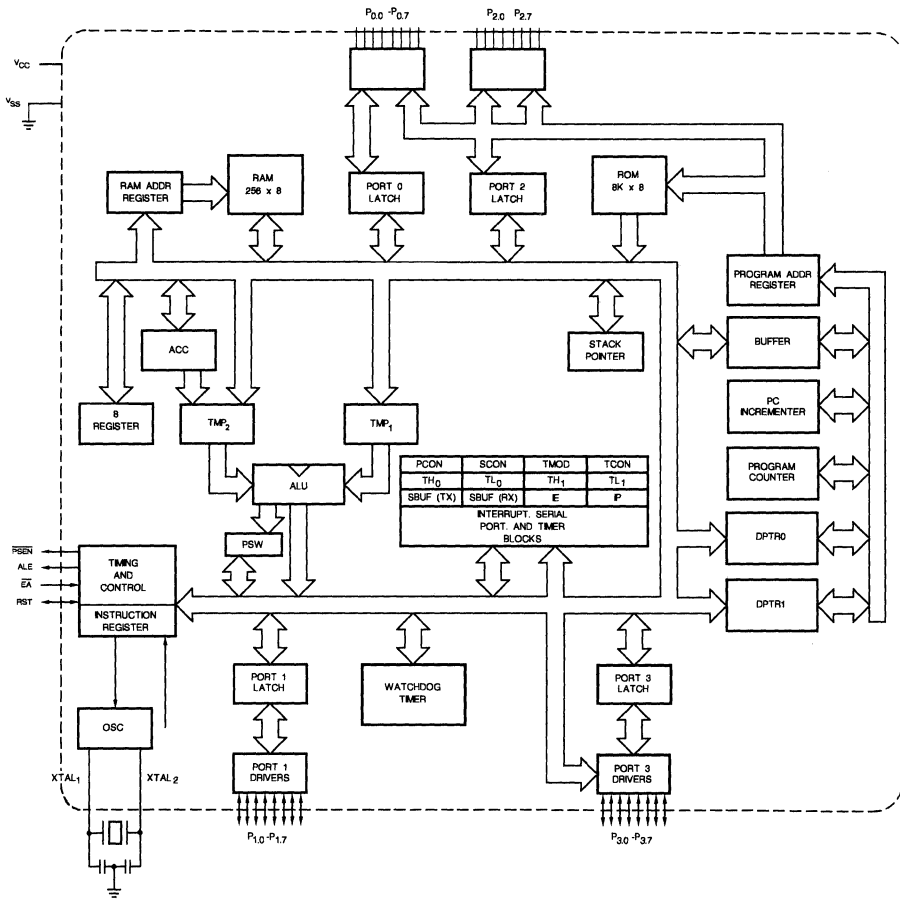 P0.0 -P0.7
P2.0 P2.7
VCC
VSS
RAM ADDR
REGISTER
RAM
256 x 8
PORT 0
LATCH
PORT 2
LATCH
ROM
8K x 8
PROGRAM ADDR
REGISTER
ACC
STACK
POINTER
BUFFER
8
REGISTER
TMP2
TMP1
PC
INCREMENTER
ALU
PCON SCON TMOD TCON
TH0 TL0 TH1 TL1
SBUF (TX) SBUF (RX) IE IP
INTERRUPT. SERIAL
PORT. AND TIMER
BLOCKS
PROGRAM
COUNTER
PSW
DPTR0
PSEN
ALE
EA
RST
TIMING
AND
CONTROL
INSTRUCTION
REGISTER
DPTR1
PORT 1
LATCH
WATCHDOG
TIMER
PORT 3
LATCH
OSC
XTAL1
XTAL2
PORT 1
DRIVERS
PORT 3
DRIVERS
P1.0 -P1.7
P3.0 -P3.7